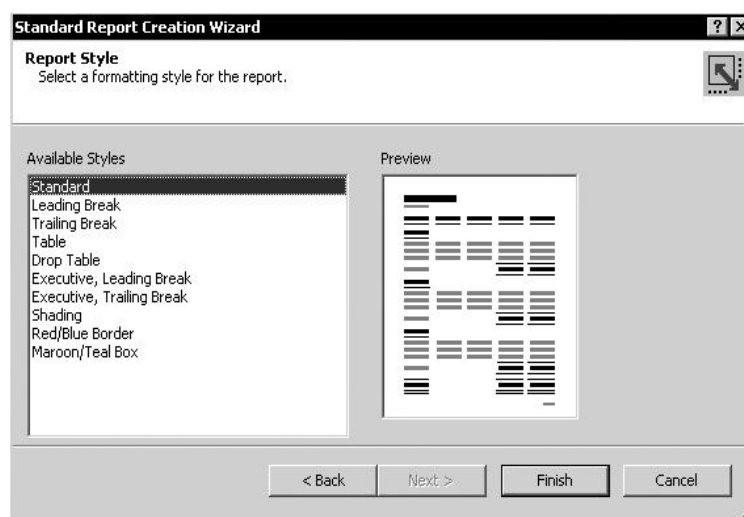 Standard Report Creation Wizard
Report Style
Select a formatting style for the report.
Available Styles
Standard
Leading Break
Trailing Break
Table
Drop Table
Executive, Leading Break
Executive, Trailing Break
Shading
Red/Blue Border
Maroon/Teal Box
Preview
< Back
Next >
Finish
Cancel